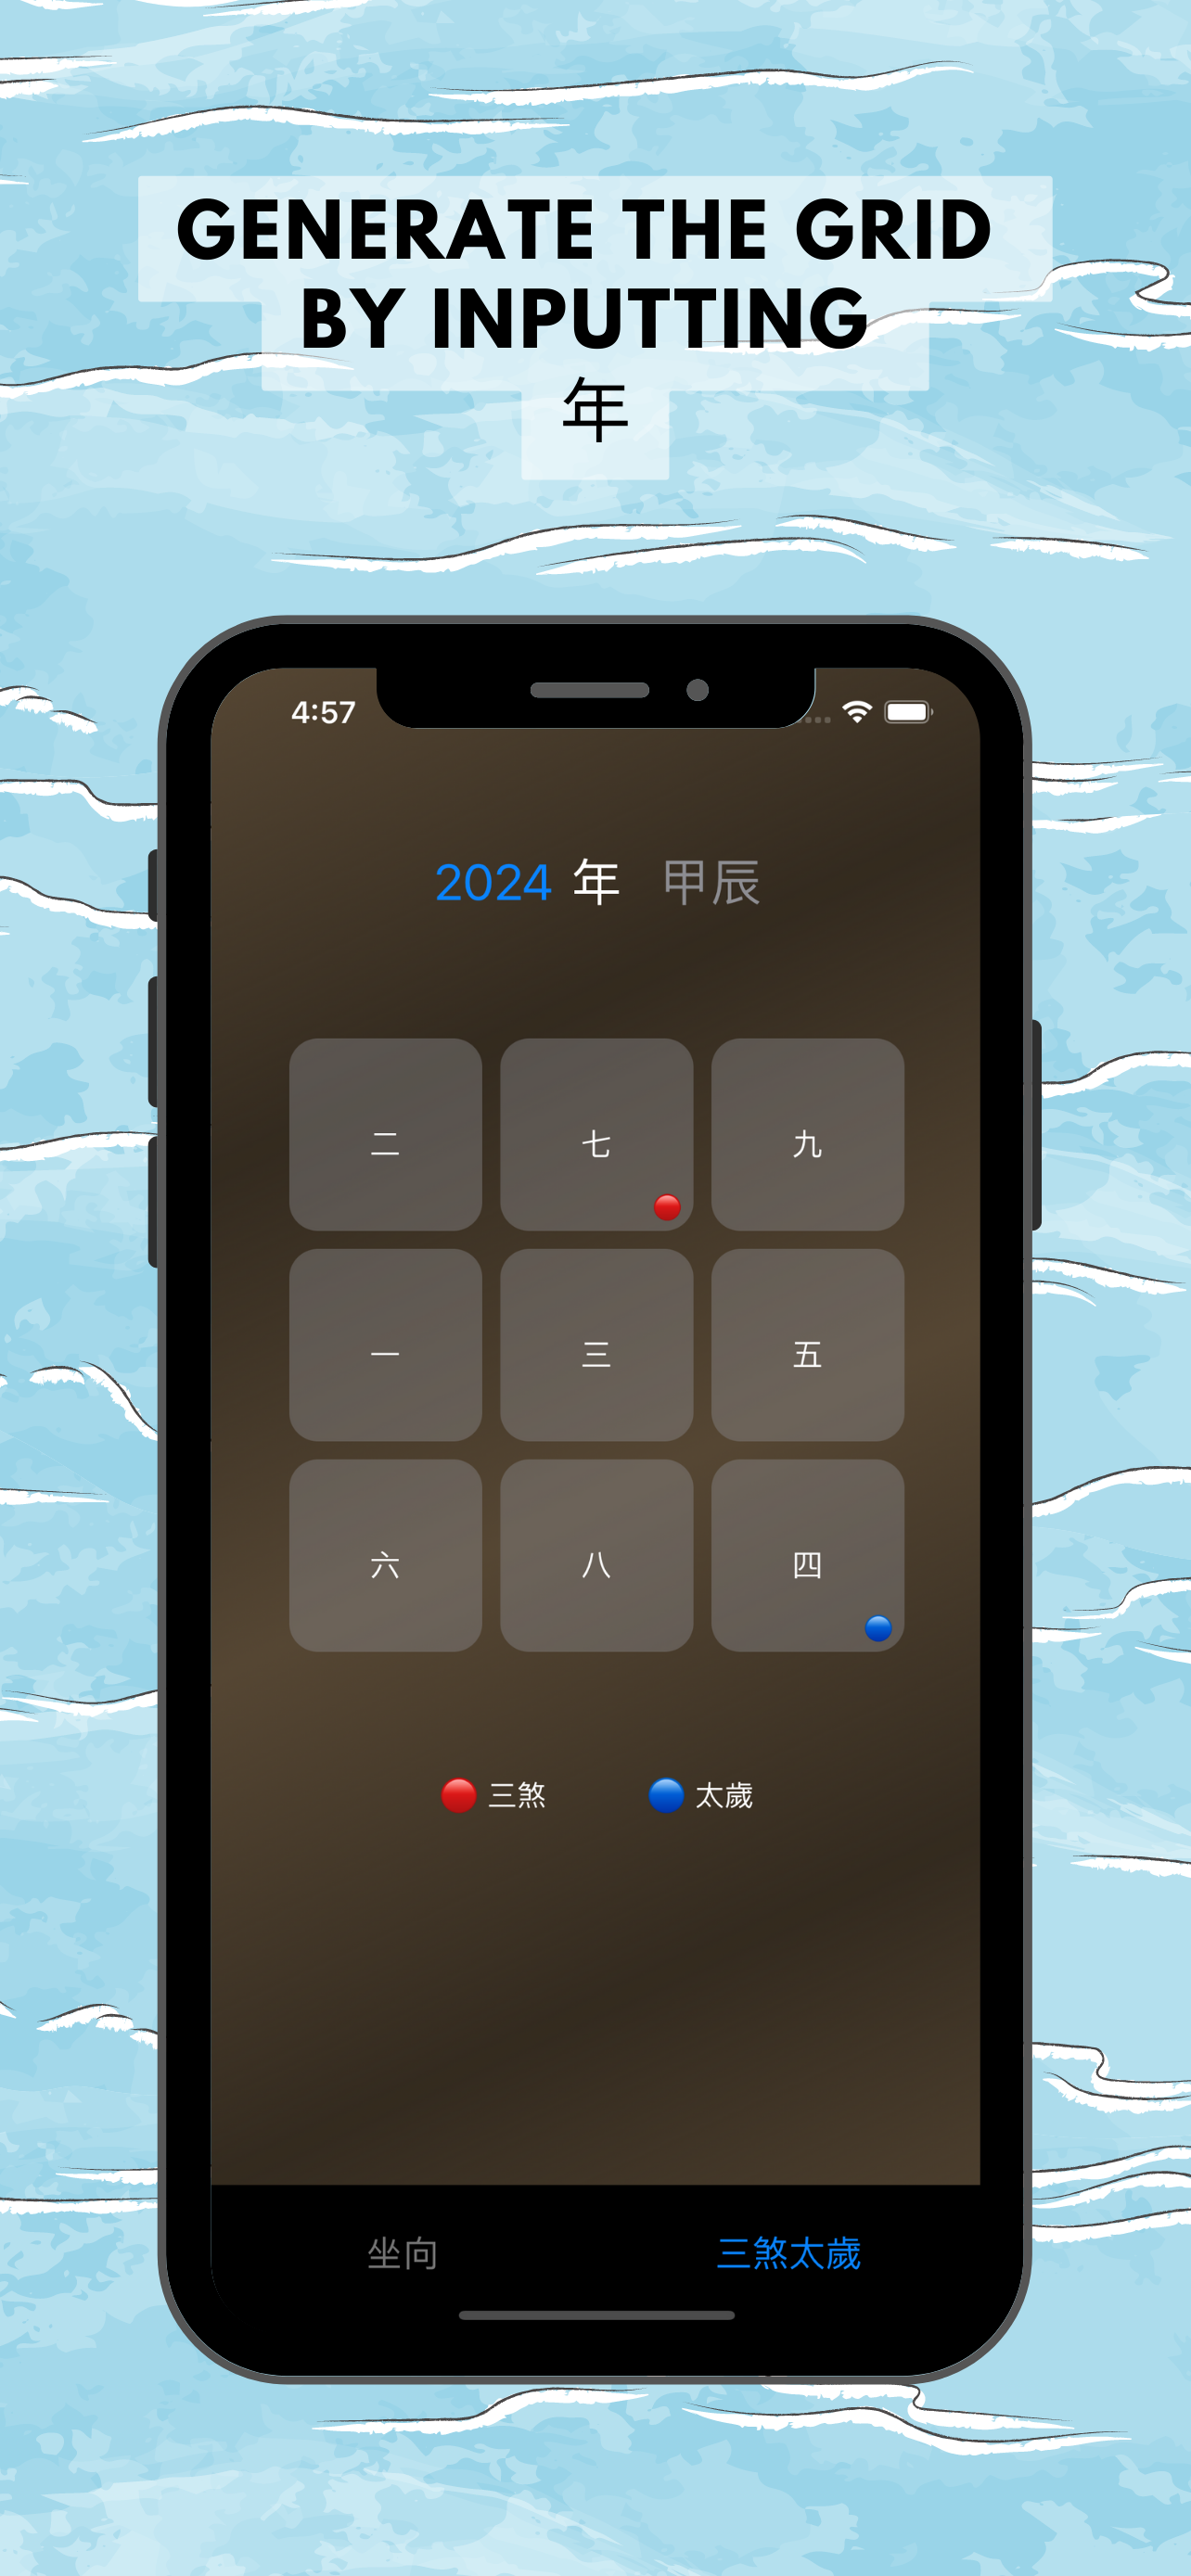 GENERATE THE GRID
BY INPUTTING
年
4:57
2024 年 甲辰
二 七 九
一 三 五
六 八 四
三煞 太歲
坐向 三煞太歲